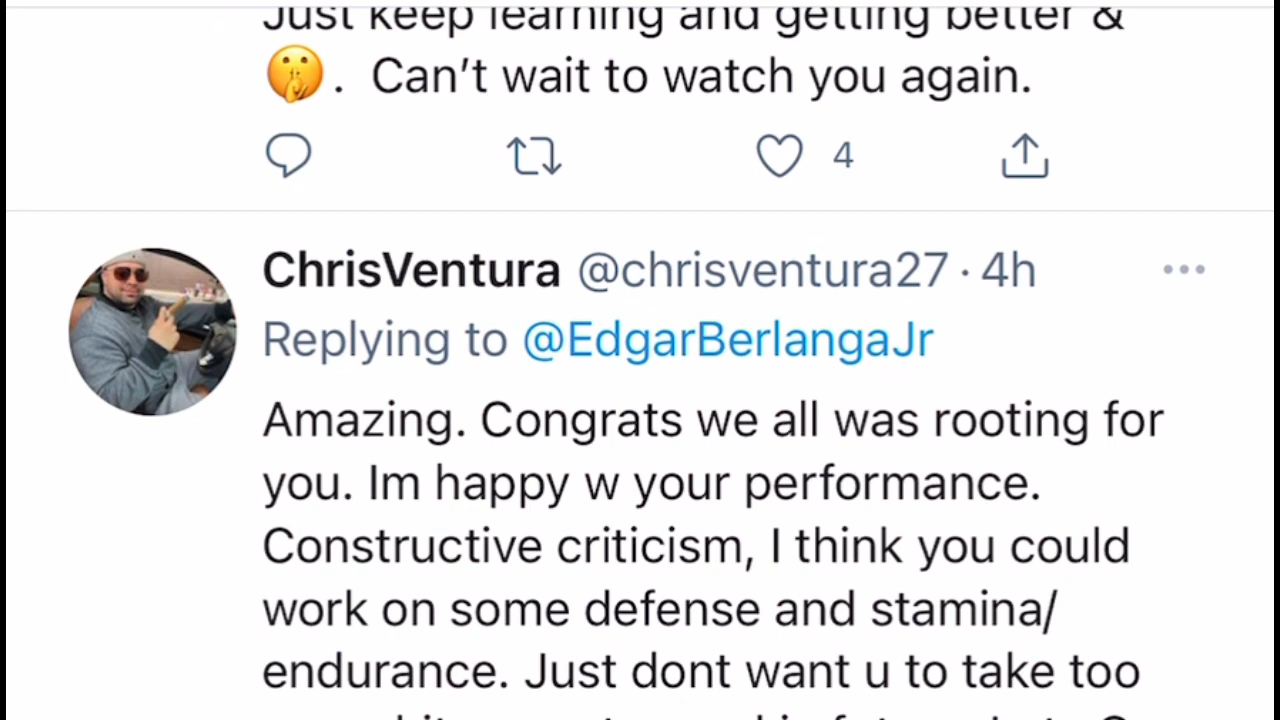 Just keep learning and getting better &
🤫. Can't wait to watch you again.
4
ChrisVentura @chrisventura27 · 4h
Replying to @EdgarBerlangaJr
Amazing. Congrats we all was rooting for
you. Im happy w your performance.
Constructive criticism, I think you could
work on some defense and stamina/
endurance. Just dont want u to take too